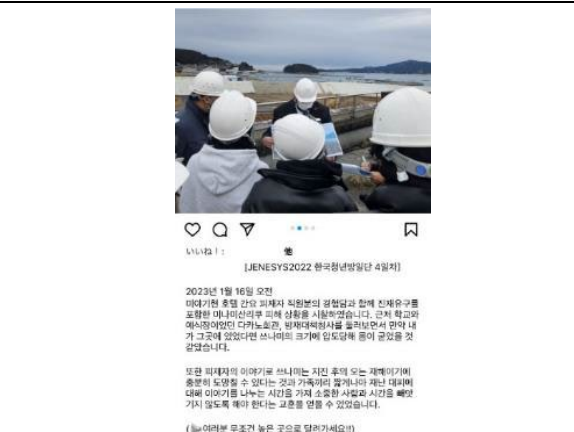 いいね！： 他
[JENESYS2022 한국청년방일단 4일차]
2023년 1월 16일 오전
미야기현 호텔 간요 피재자 직원분의 경험담과 함께 진재유구를
포함한 미나미산리쿠 피해 상황을 시찰하였습니다. 근처 학교와
예식장이었던 다카노회관, 방재대책청사를 둘러보면서 만약 내
가 그곳에 있었다면 쓰나미의 크기에 압도당해 몸이 굳었을 것
같았습니다.
또한 피재자의 이야기로 쓰나미는 지진 후의 오는 재해이기에
충분히 도망칠 수 있다는 것과 가족끼리 짧게나마 재난 대피에
대해 이야기를 나누는 시간을 가져 소중한 사람과 시간을 빼앗
기지 않도록 해야 한다는 교훈을 얻을 수 있었습니다.
(여러분 무조건 높은 곳으로 달려가세요!!)